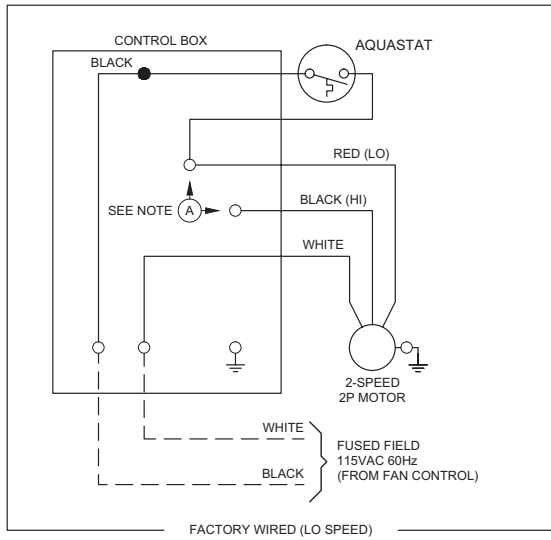 CONTROL BOX
AQUASTAT
BLACK
RED (LO)
SEE NOTE
A
BLACK (HI)
WHITE
2-SPEED
2P MOTOR
WHITE
BLACK
FUSED FIELD
115VAC 60Hz
(FROM FAN CONTROL)
FACTORY WIRED (LO SPEED)